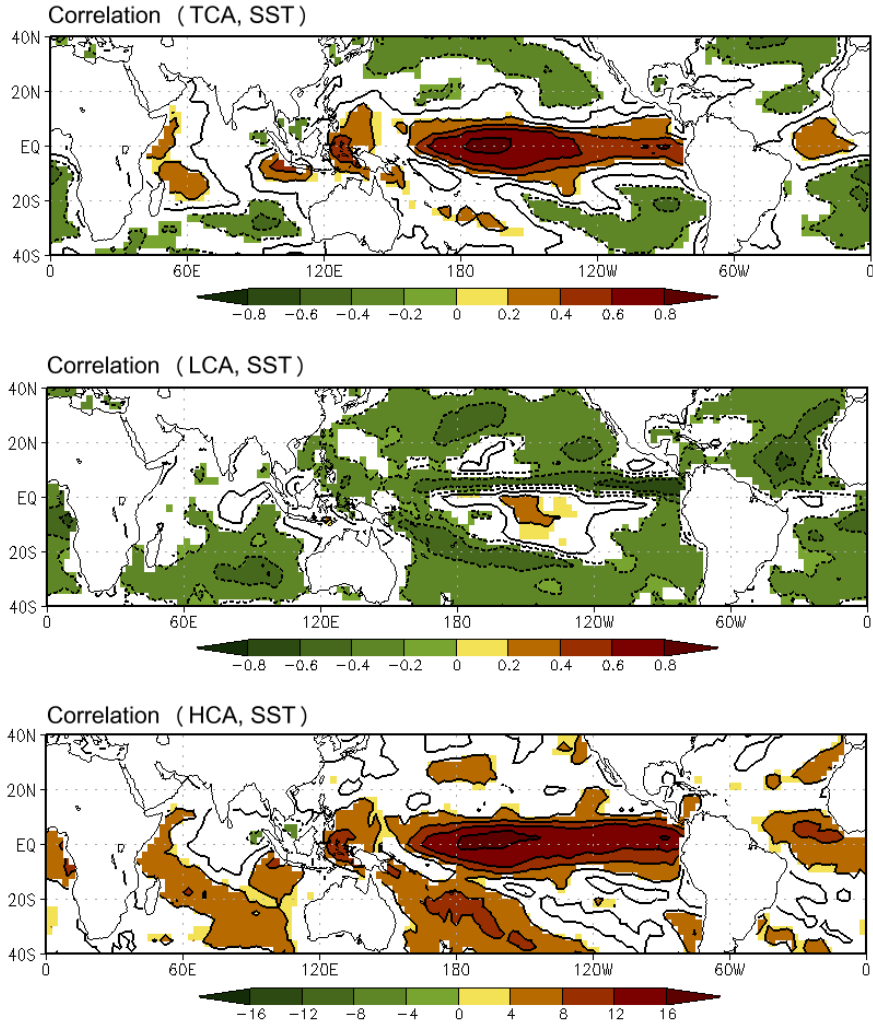 Correlation (TCA, SST)
40N
20N
EQ
20S
40S
0 60E 120E 180 120W 60W 0
−0.8 −0.6 −0.4 −0.2 0 0.2 0.4 0.6 0.8
Correlation (LCA, SST)
40N
20N
EQ
20S
40S
0 60E 120E 180 120W 60W 0
−0.8 −0.6 −0.4 −0.2 0 0.2 0.4 0.6 0.8
Correlation (HCA, SST)
40N
20N
EQ
20S
40S
0 60E 120E 180 120W 60W 0
−16 −12 −8 −4 0 4 8 12 16